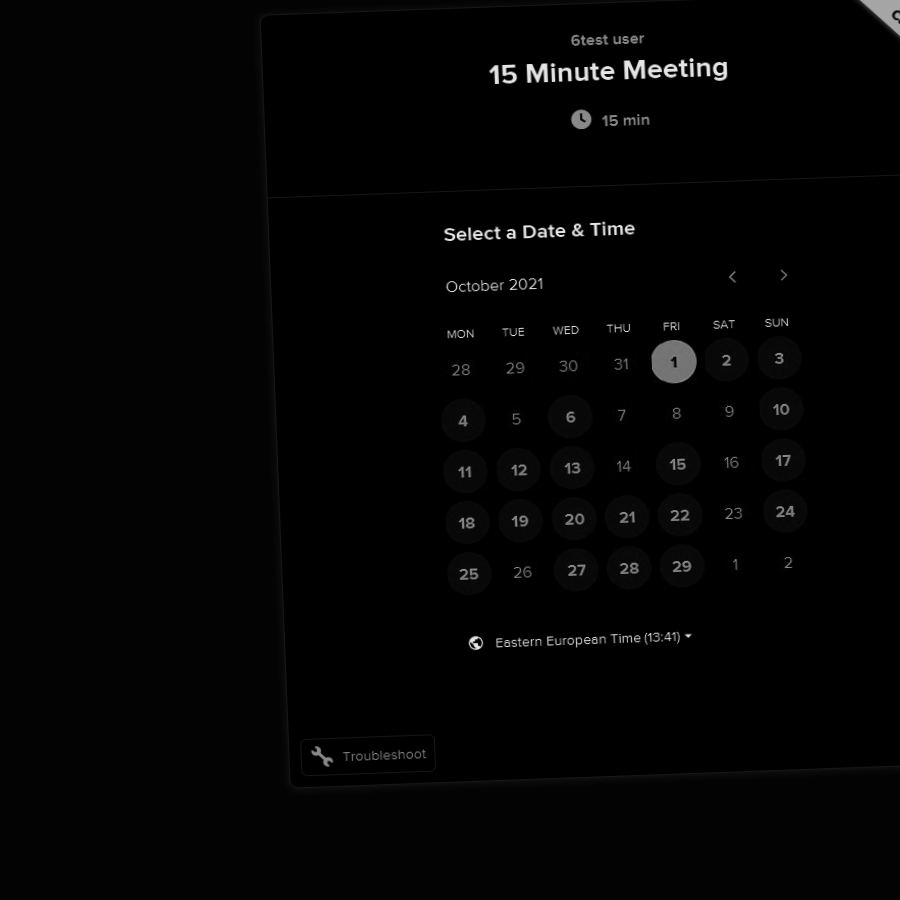 6test user
15 Minute Meeting
15 min
Select a Date & Time
October 2021
MON TUE WED THU FRI SAT SUN
28 29 30 31 1 2 3
4 5 6 7 8 9 10
11 12 13 14 15 16 17
18 19 20 21 22 23 24
25 26 27 28 29 1 2
Eastern European Time (13:41)
Troubleshoot